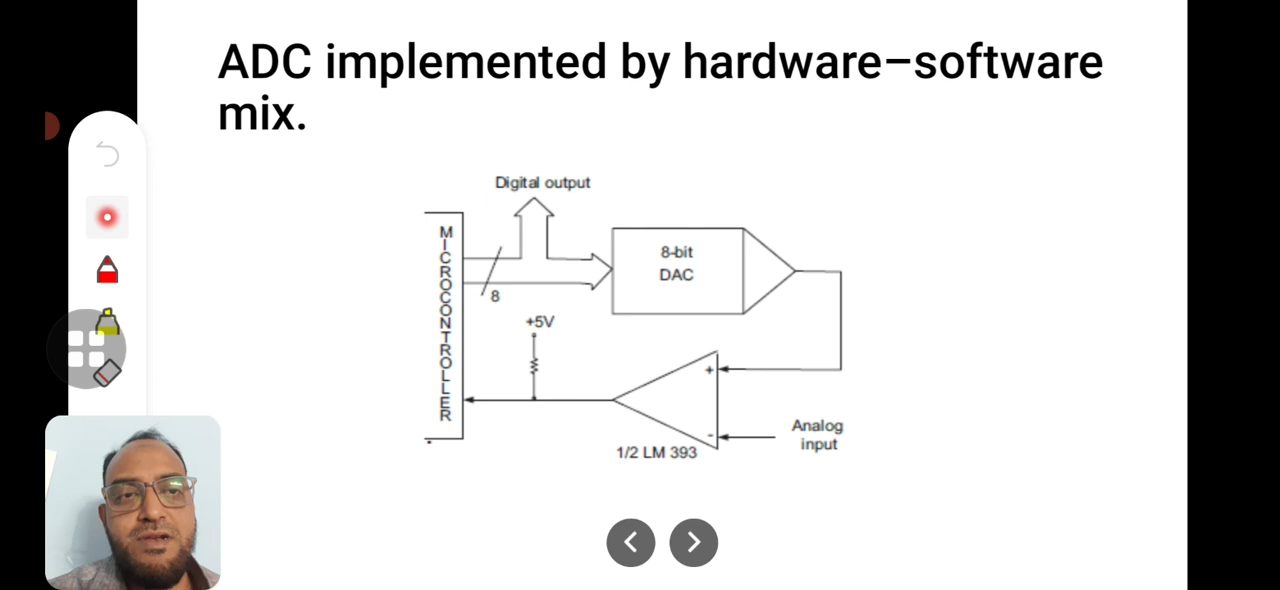 ADC implemented by hardware–software
mix.
Digital output
MICROCONTROLLER
8-bit
DAC
8
+5V
+
-
Analog
input
1/2 LM 393